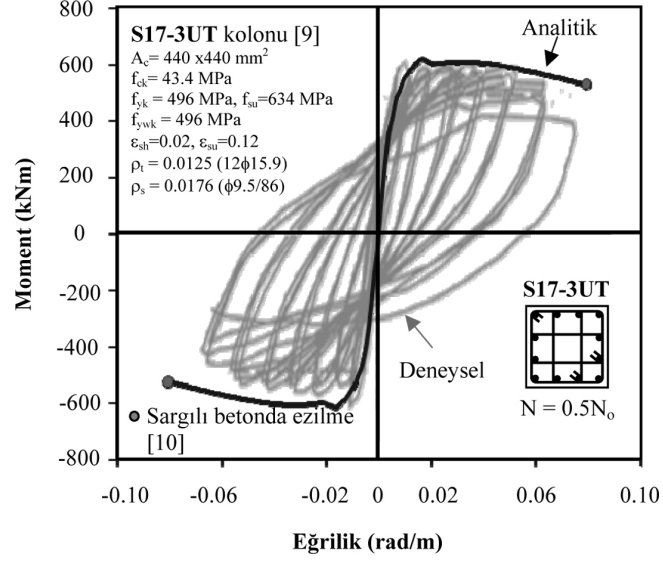 S17-3UT kolonu [9]
A꜀= 440 x440 mm²
f꜀ₖ= 43.4 MPa
fyk = 496 MPa, fsu=634 MPa
fywk = 496 MPa
εsh=0.02, εsu=0.12
ρt = 0.0125 (12ϕ15.9)
ρs = 0.0176 (ϕ9.5/86)
Analitik
Deneysel
S17-3UT
N = 0.5No
Sargılı betonda ezilme
[10]
Moment (kNm)
800
600
400
200
0
-200
-400
-600
-800
-0.10 -0.06 -0.02 0 0.02 0.06 0.10
Eğrilik (rad/m)